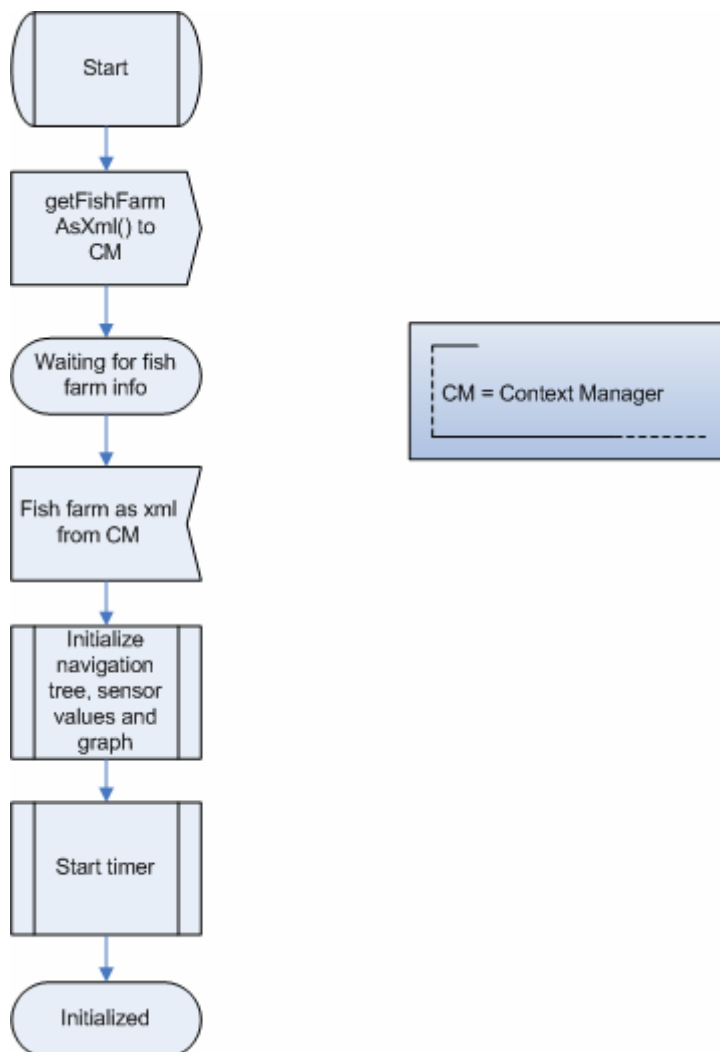 Start
getFishFarm
AsXml() to
CM
Waiting for fish
farm info
CM = Context Manager
Fish farm as xml
from CM
Initialize
navigation
tree, sensor
values and
graph
Start timer
Initialized